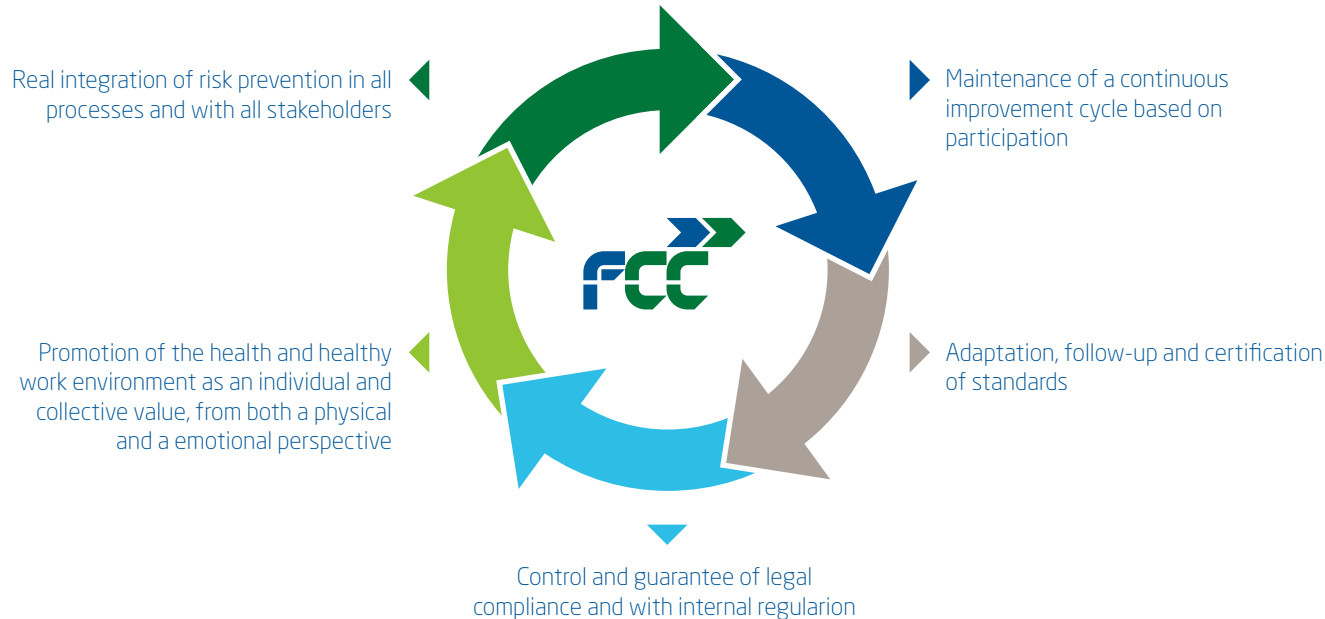 Real integration of risk prevention in all
processes and with all stakeholders
Maintenance of a continuous
improvement cycle based on
participation
FCC
Promotion of the health and healthy
work environment as an individual and
collective value, from both a physical
and a emotional perspective
Adaptation, follow-up and certification
of standards
Control and guarantee of legal
compliance and with internal regularion